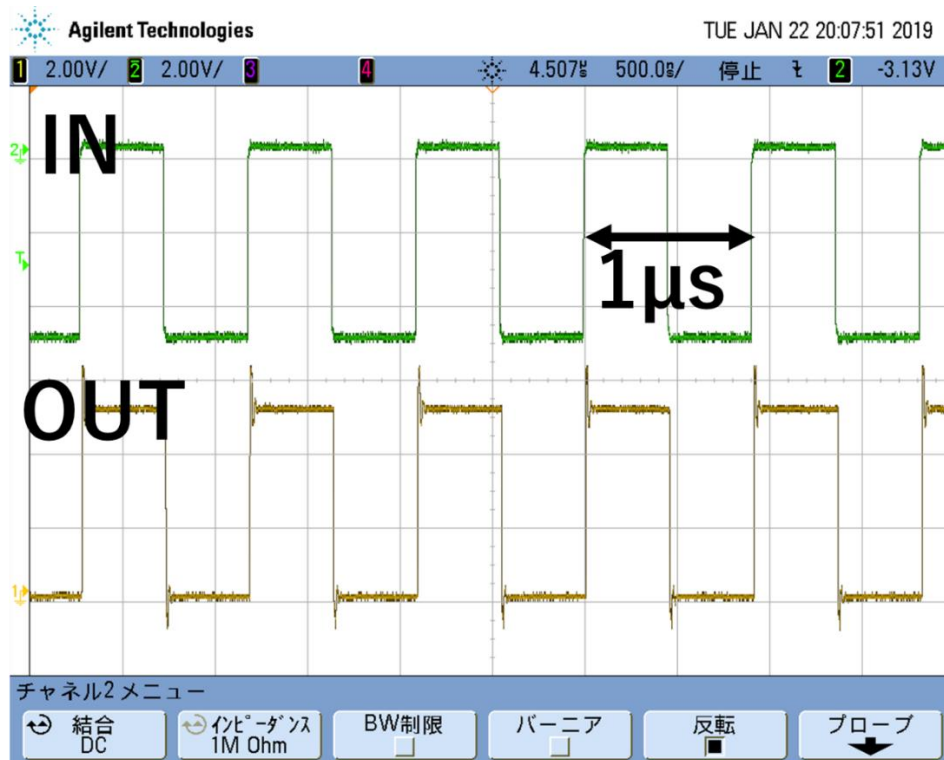 Agilent Technologies TUE JAN 22 20:07:51 2019
1 2.00V/ 2 2.00V/ 3 4 4.507µs 500.0ns/ 停止 2 -3.13V
IN
2
T
1µs
OUT
1
チャネル2 メニュー
結合 DC
インピーダンス 1M Ohm
BW制限
バーニア
反転
プローブ